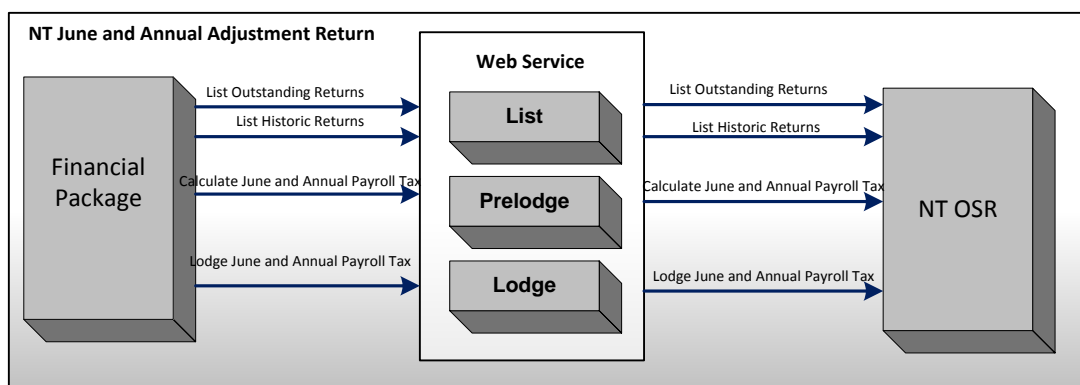 NT June and Annual Adjustment Return
Financial
Package
List Outstanding Returns
List Historic Returns
Calculate June and Annual Payroll Tax
Lodge June and Annual Payroll Tax
Web Service
List
Prelodge
Lodge
List Outstanding Returns
List Historic Returns
Calculate June and Annual Payroll Tax
Lodge June and Annual Payroll Tax
NT OSR